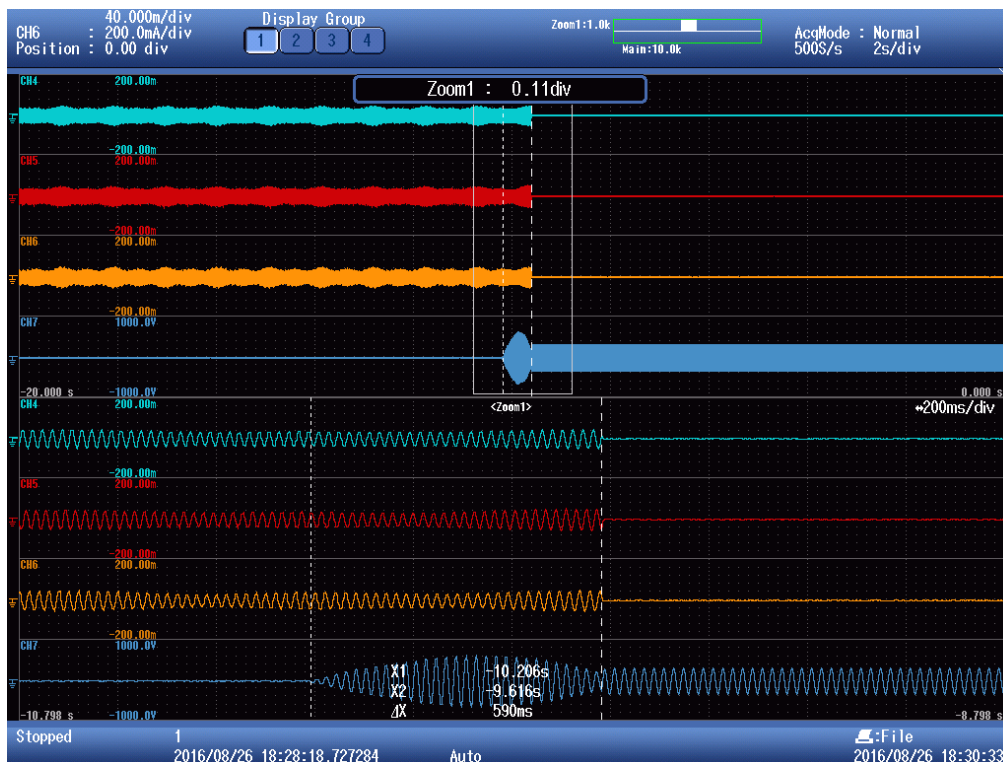 40.000m/div
CH6 : 200.0mA/div
Position : 0.00 div
Display Group
1 2 3 4
Zoom1:1.0k
Main:10.0k
AcqMode : Normal
500S/s 2s/div
CH4 200.00m
Zoom1 : 0.11div
-200.00m
CH5 200.00m
-200.00m
CH6 200.00m
-200.00m
CH7 1000.0V
-20.000 s -1000.0V 0.000 s
CH4 200.00m <Zoom1> ↔200ms/div
-200.00m
CH5 200.00m
-200.00m
CH6 200.00m
-200.00m
CH7 1000.0V
X1 -10.206s
X2 -9.616s
ΔX 590ms
-10.798 s -1000.0V -8.798 s
Stopped 1 :File
2016/08/26 18:28:18.727284 Auto 2016/08/26 18:30:33